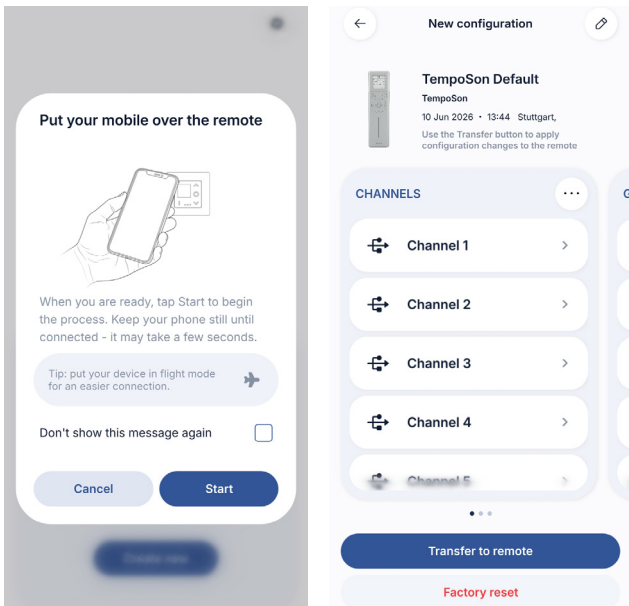 Put your mobile over the remote
When you are ready, tap Start to begin
the process. Keep your phone still until
connected - it may take a few seconds.
Tip: put your device in flight mode
for an easier connection.
Don't show this message again
Cancel
Start
Create new
New configuration
TempoSon Default
TempoSon
10 Jun 2026 • 13:44 Stuttgart,
Use the Transfer button to apply
configuration changes to the remote
CHANNELS
G
Channel 1
Channel 2
Channel 3
Channel 4
Channel 5
Transfer to remote
Factory reset